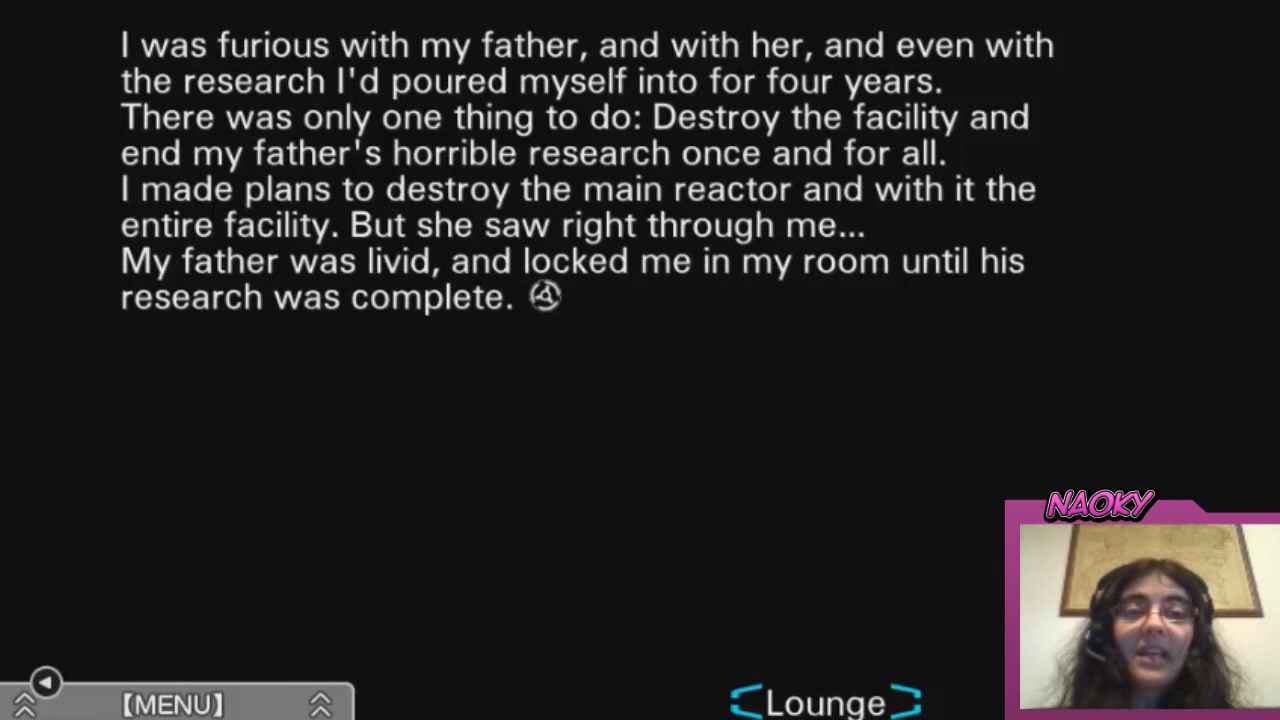 I was furious with my father, and with her, and even with
the research I'd poured myself into for four years.
There was only one thing to do: Destroy the facility and
end my father's horrible research once and for all.
I made plans to destroy the main reactor and with it the
entire facility. But she saw right through me...
My father was livid, and locked me in my room until his
research was complete.
NAOKY
【MENU】
Lounge